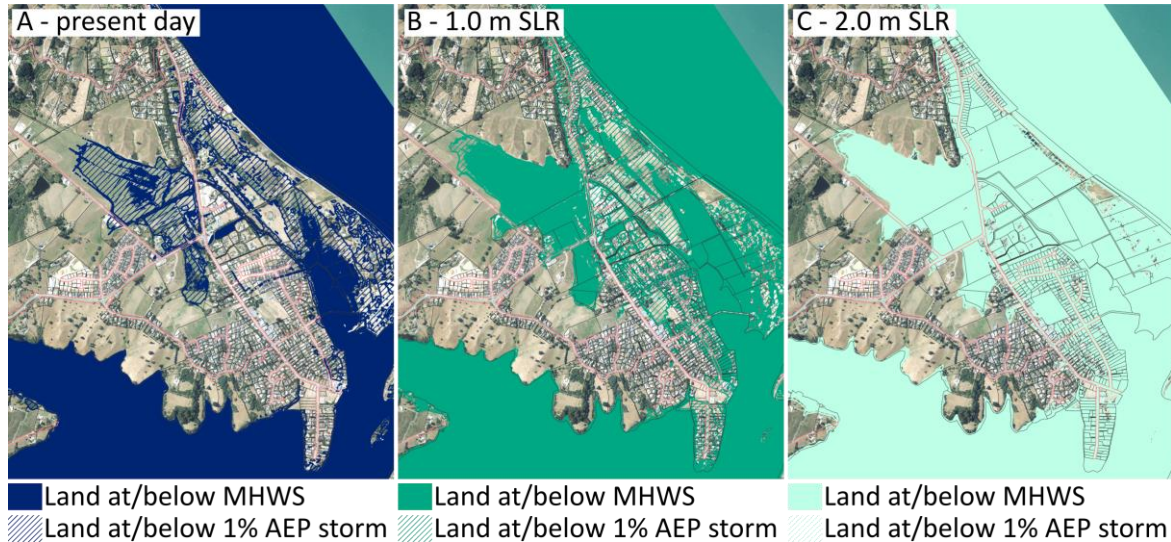 A - present day
B - 1.0 m SLR
C - 2.0 m SLR
Land at/below MHWS
Land at/below MHWS
Land at/below MHWS
Land at/below 1% AEP storm
Land at/below 1% AEP storm
Land at/below 1% AEP storm